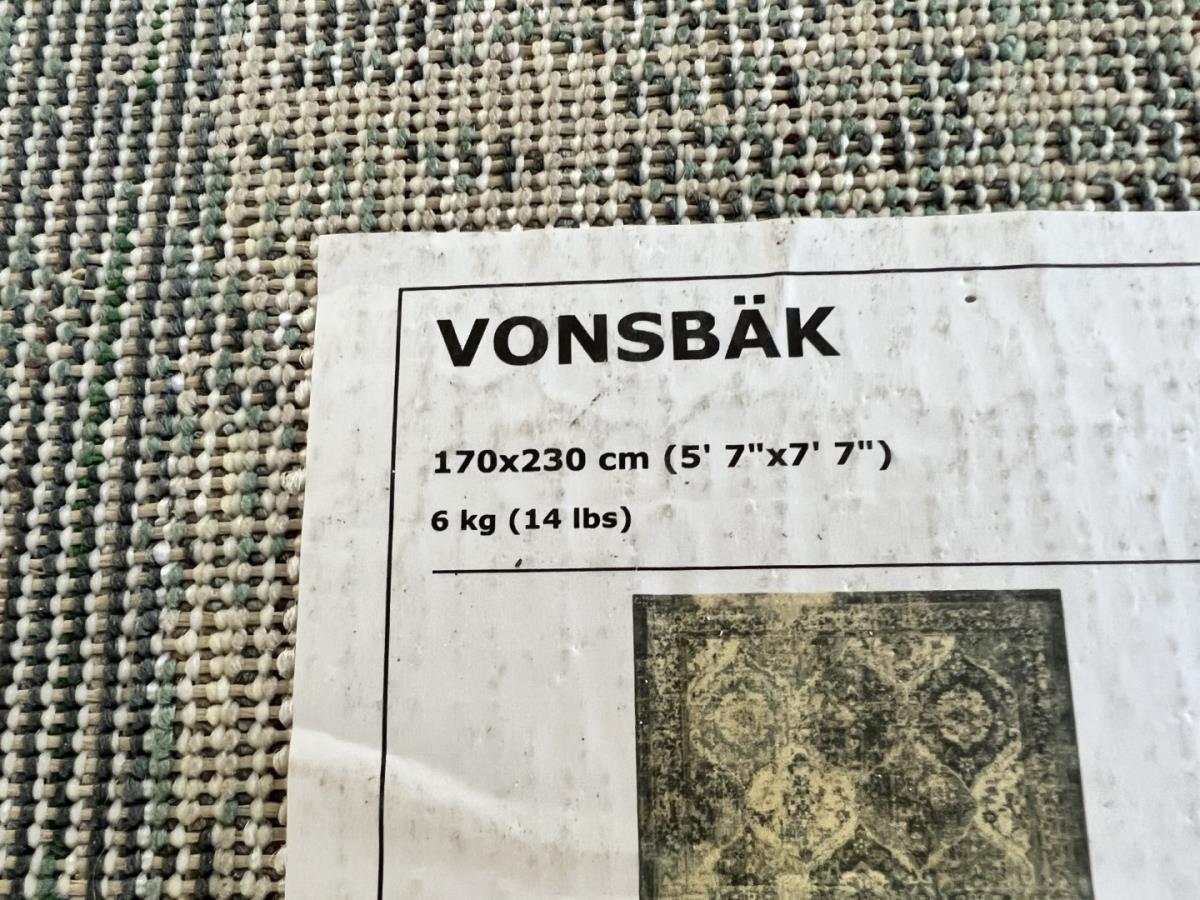 VONSBÄK
170x230 cm (5' 7"x7' 7")
6 kg (14 lbs)